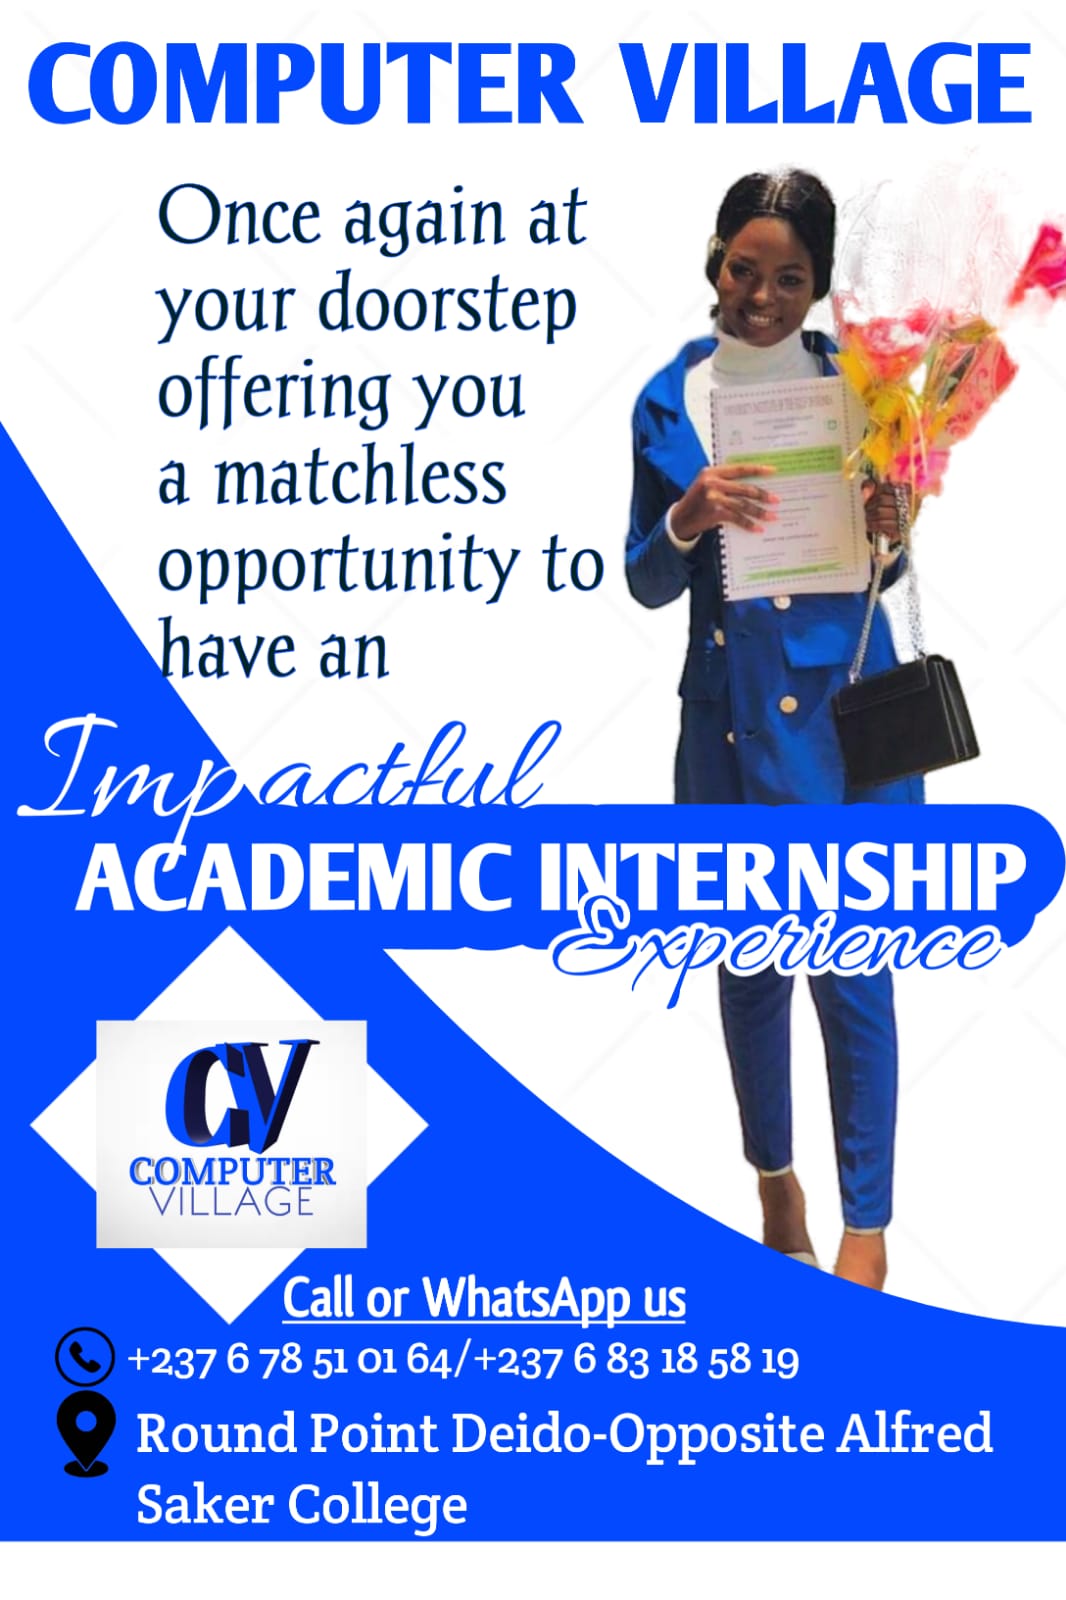 COMPUTER VILLAGE
Once again at
your doorstep
offering you
a matchless
opportunity to
have an
Impactful
ACADEMIC INTERNSHIP
Experience
CV
COMPUTER
VILLAGE
Call or WhatsApp us
+237 6 78 51 01 64/+237 6 83 18 58 19
Round Point Deido-Opposite Alfred
Saker College